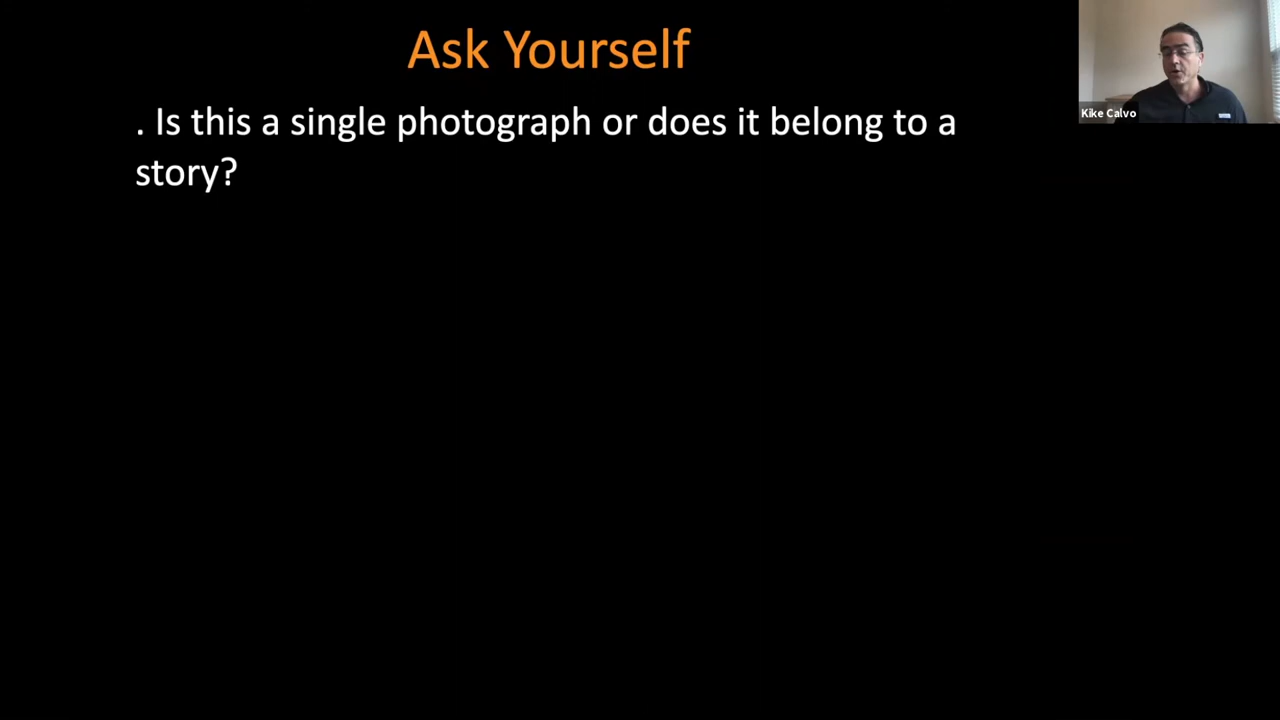 Ask Yourself
. Is this a single photograph or does it belong to a
story?
Kike Calvo